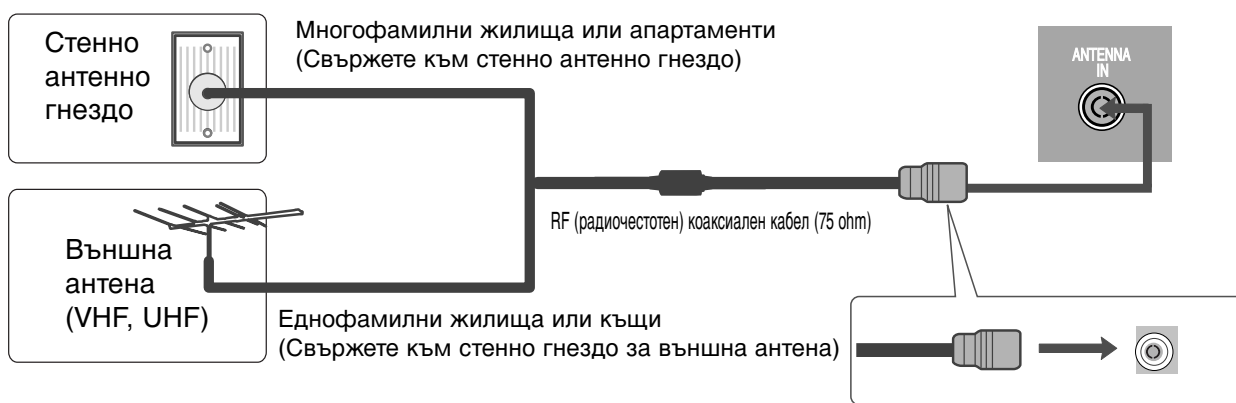 Стенно
антенно
гнездо
Многофамилни жилища или апартаменти
(Свържете към стенно антенно гнездо)
ANTENNA
IN
RF (радиочестотен) коаксиален кабел (75 ohm)
Външна
антена
(VHF, UHF)
Еднофамилни жилища или къщи
(Свържете към стенно гнездо за външна антена)